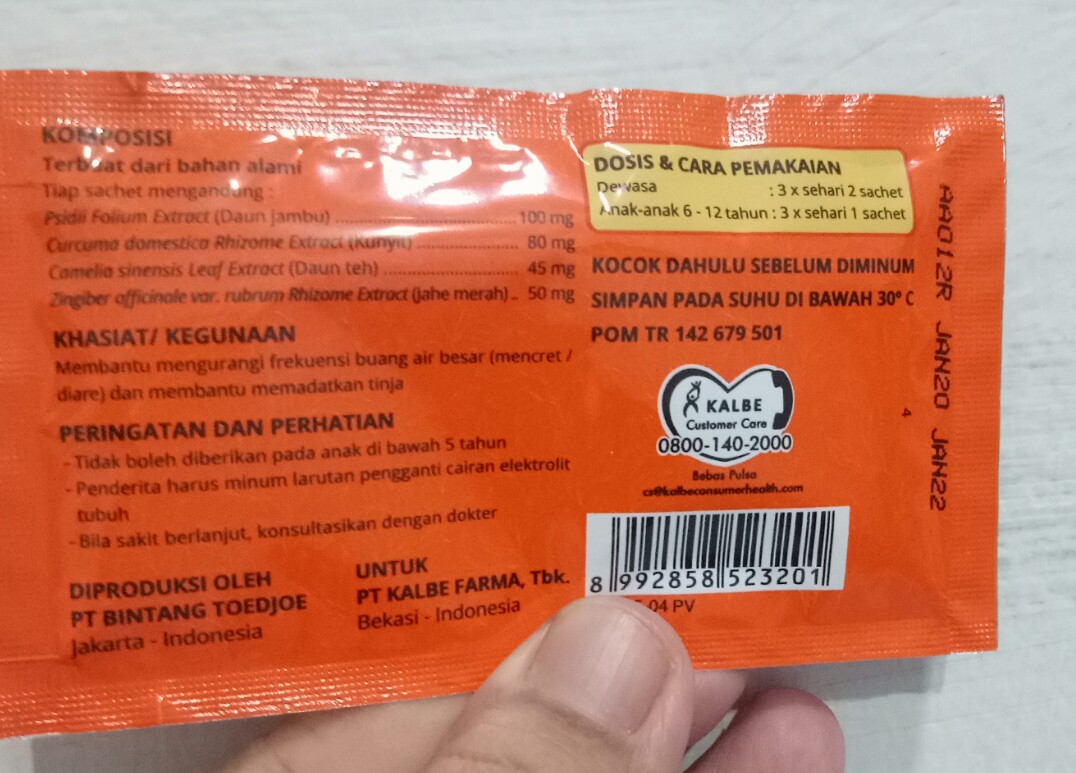 KOMPOSISI
Terbuat dari bahan alami
Tiap sachet mengandung :
Psidii Folium Extract (Daun jambu) ........................... 100 mg
Curcuma domestica Rhizome Extract (Kunyit) ............... 80 mg
Camelia sinensis Leaf Extract (Daun teh) .................... 45 mg
Zingiber officinale var. rubrum Rhizome Extract (Jahe merah) .. 50 mg
KHASIAT/ KEGUNAAN
Membantu mengurangi frekuensi buang air besar (mencret /
diare) dan membantu memadatkan tinja
PERINGATAN DAN PERHATIAN
- Tidak boleh diberikan pada anak di bawah 5 tahun
- Penderita harus minum larutan pengganti cairan elektrolit
tubuh
- Bila sakit berlanjut, konsultasikan dengan dokter
DIPRODUKSI OLEH
PT BINTANG TOEDJOE
Jakarta - Indonesia
UNTUK
PT KALBE FARMA, Tbk.
Bekasi - Indonesia
DOSIS & CARA PEMAKAIAN
Dewasa : 3 x sehari 2 sachet
Anak-anak 6 - 12 tahun : 3 x sehari 1 sachet
KOCOK DAHULU SEBELUM DIMINUM
SIMPAN PADA SUHU DI BAWAH 30° C
POM TR 142 679 501
KALBE
Customer Care
0800-140-2000
Bebas Pulsa
cs@kalbeconsumerhealth.com
8 992858 523201
04 PV
AA012R JAN20 JAN22
4